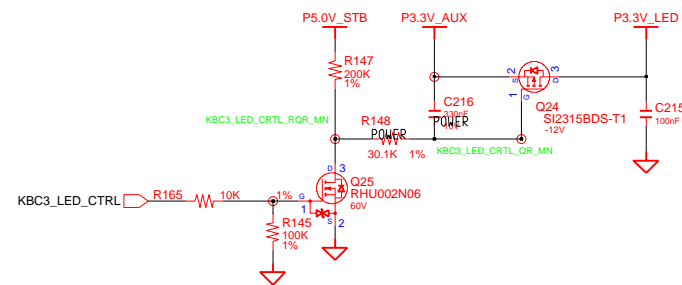 P5.0V_STB
P3.3V_AUX
P3.3V_LED
R147
200K
1%
2
S
3
D
1
G
Q24
SI2315BDS-T1
-12V
C216
330nF
10V
POWER
C215
100nF
KBC3_LED_CRTL_RQR_MN
R148
POWER
30.1K
1%
KBC3_LED_CRTL_QR_MN
D
3
Q25
RHU002N06
60V
G
1
S
2
KBC3_LED_CTRL
R165
10K
1%
R145
100K
1%